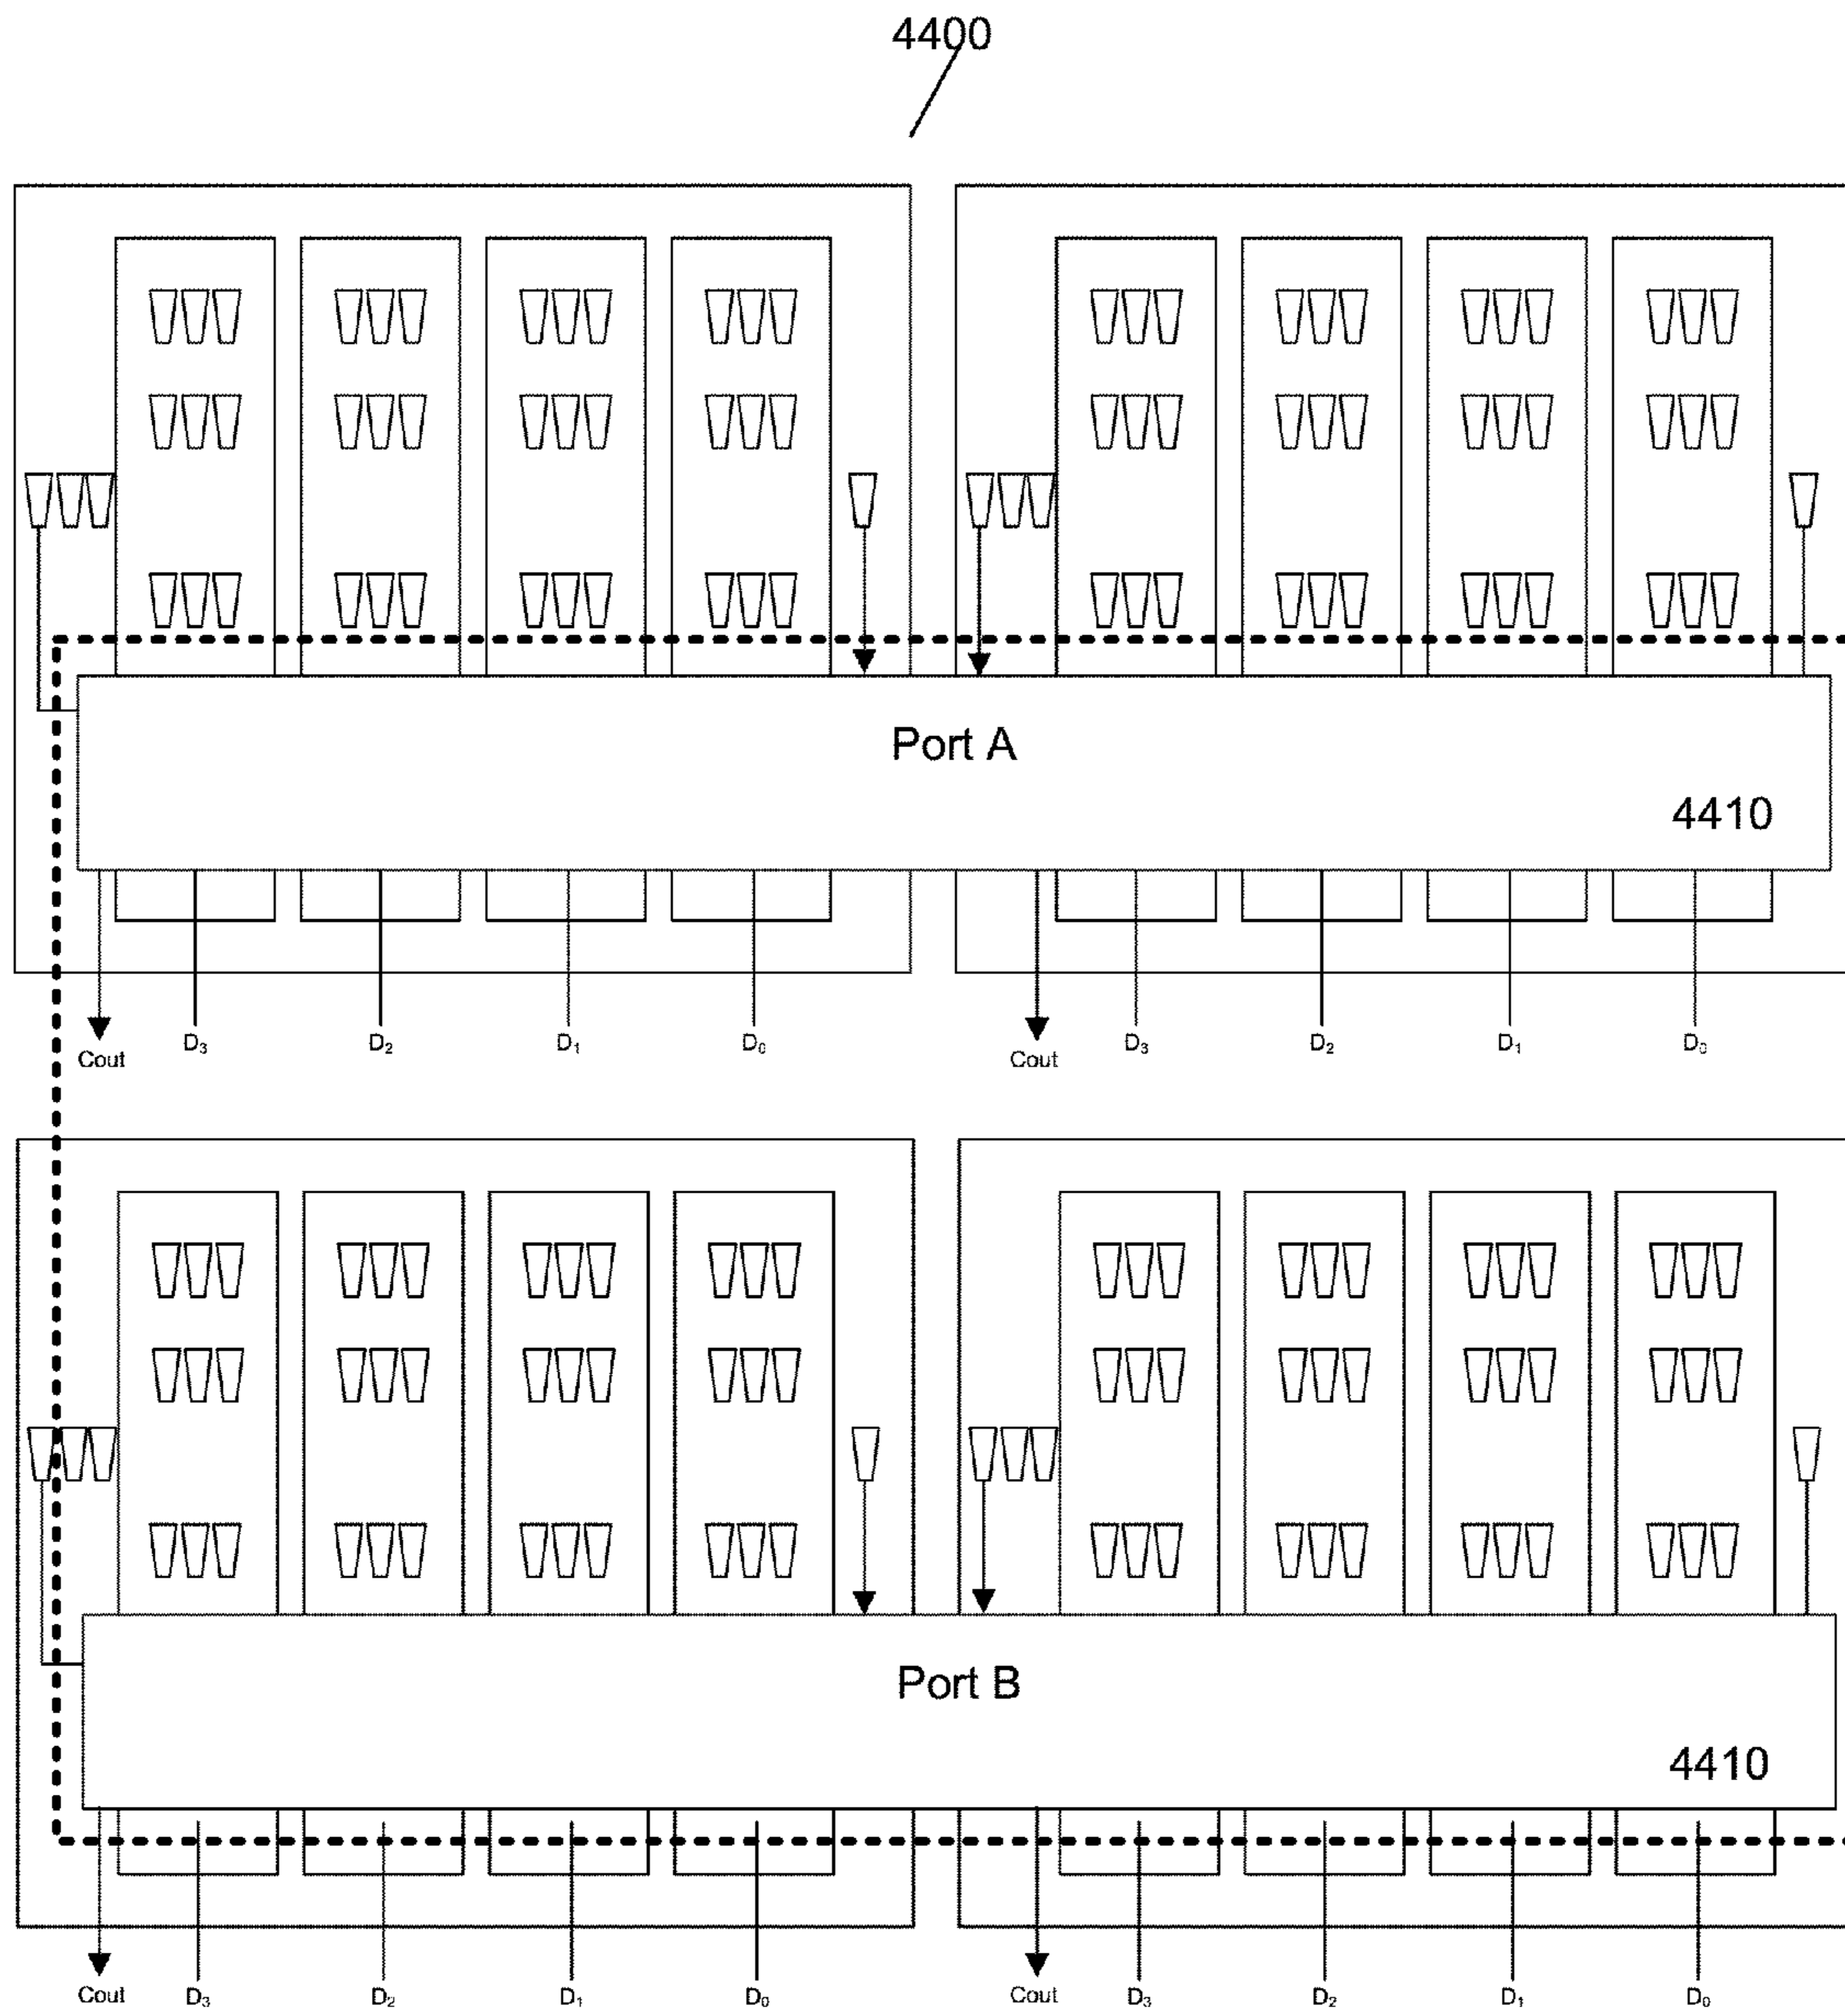 4400
Port A
4410
Cout D₃ D₂ D₁ D₀ Cout D₃ D₂ D₁ D₀
Port B
4410
Cout D₃ D₂ D₁ D₀ Cout D₃ D₂ D₁ D₀